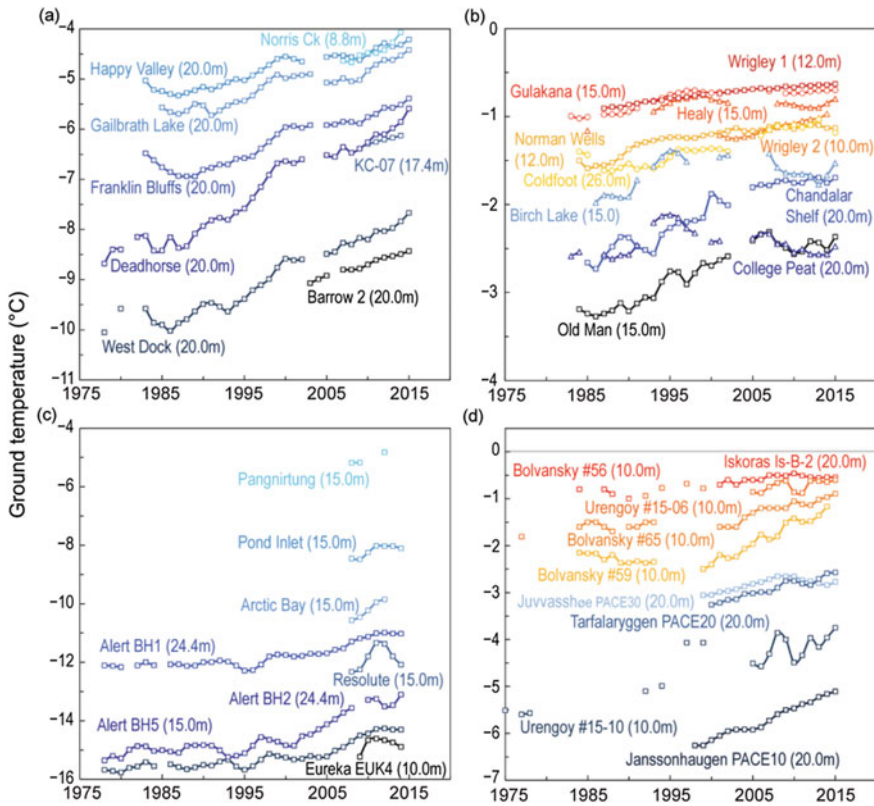 (a)
−4
−5
−6
−7
−8
−9
−10
−11
1975
1985
1995
2005
2015
Norris Ck (8.8m)
Happy Valley (20.0m)
Gailbrath Lake (20.0m)
Franklin Bluffs (20.0m)
KC-07 (17.4m)
Deadhorse (20.0m)
Barrow 2 (20.0m)
West Dock (20.0m)
(b)
0
−1
−2
−3
−4
1975
1985
1995
2005
2015
Wrigley 1 (12.0m)
Gulakana (15.0m)
Healy (15.0m)
Norman Wells
(12.0m)
Wrigley 2 (10.0m)
Coldfoot (26.0m)
Birch Lake (15.0)
Chandalar
Shelf (20.0m)
College Peat (20.0m)
Old Man (15.0m)
Ground temperature (°C)
(c)
−4
−6
−8
−10
−12
−14
−16
1975
1985
1995
2005
2015
Pangnirtung (15.0m)
Pond Inlet (15.0m)
Arctic Bay (15.0m)
Alert BH1 (24.4m)
Resolute (15.0m)
Alert BH2 (24.4m)
Alert BH5 (15.0m)
Eureka EUK4 (10.0m)
(d)
0
−1
−2
−3
−4
−5
−6
−7
1975
1985
1995
2005
2015
Iskoras Is-B-2 (20.0m)
Bolvansky #56 (10.0m)
Urengoy #15-06 (10.0m)
Bolvansky #65 (10.0m)
Bolvansky #59 (10.0m)
Juvvasshøe PACE30 (20.0m)
Tarfalaryggen PACE20 (20.0m)
Urengoy #15-10 (10.0m)
Janssonhaugen PACE10 (20.0m)